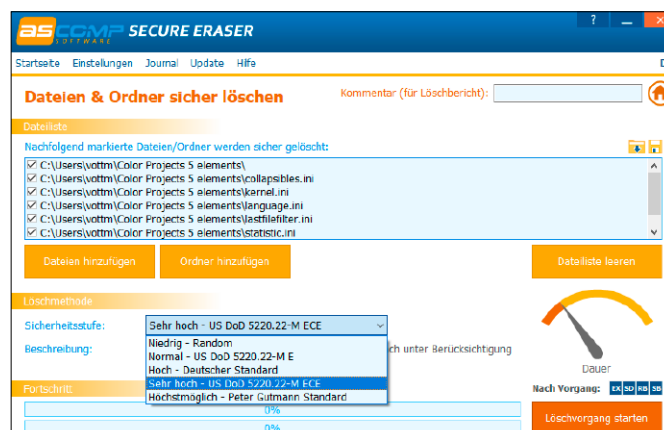 ASCOMP SECURE ERASER
SOFTWARE
?
Startseite Einstellungen Journal Update Hilfe
Dateien & Ordner sicher löschen
Kommentar (für Löschbericht):
Dateiliste
Nachfolgend markierte Dateien/Ordner werden sicher gelöscht:
C:\Users\vottm\Color Projects 5 elements\
C:\Users\vottm\Color Projects 5 elements\collapsibles.ini
C:\Users\vottm\Color Projects 5 elements\kernel.ini
C:\Users\vottm\Color Projects 5 elements\language.ini
C:\Users\vottm\Color Projects 5 elements\lastfilefilter.ini
C:\Users\vottm\Color Projects 5 elements\statistic.ini
Dateien hinzufügen
Ordner hinzufügen
Dateiliste leeren
Löschmethode
Sicherheitsstufe:
Sehr hoch - US DoD 5220.22-M ECE
Niedrig - Random
Normal - US DoD 5220.22-M E
Hoch - Deutscher Standard
Sehr hoch - US DoD 5220.22-M ECE
Höchstmöglich - Peter Gutmann Standard
Beschreibung:
ch unter Berücksichtigung
Dauer
Fortschritt
Nach Vorgang: EX SD RB SB
0%
0%
Löschvorgang starten